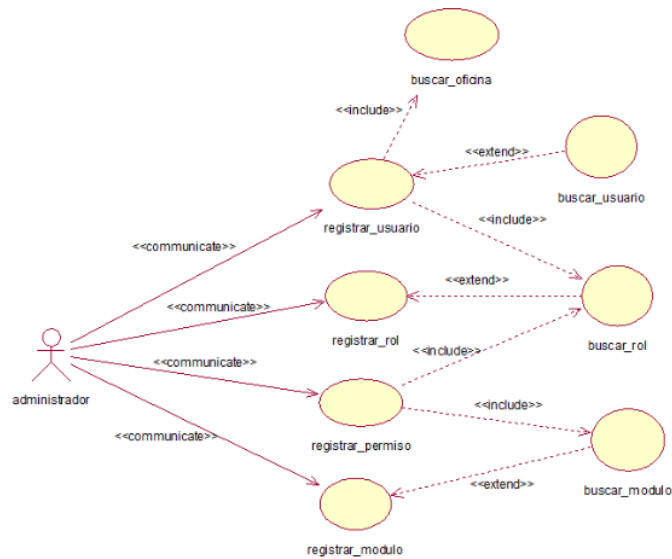 buscar_oficina
<<include>>
<<extend>>
buscar_usuario
registrar_usuario
<<include>>
<<communicate>>
<<extend>>
<<communicate>>
registrar_rol
buscar_rol
<<include>>
<<communicate>>
administrador
<<include>>
<<communicate>>
registrar_permiso
<<extend>>
buscar_modulo
registrar_modulo